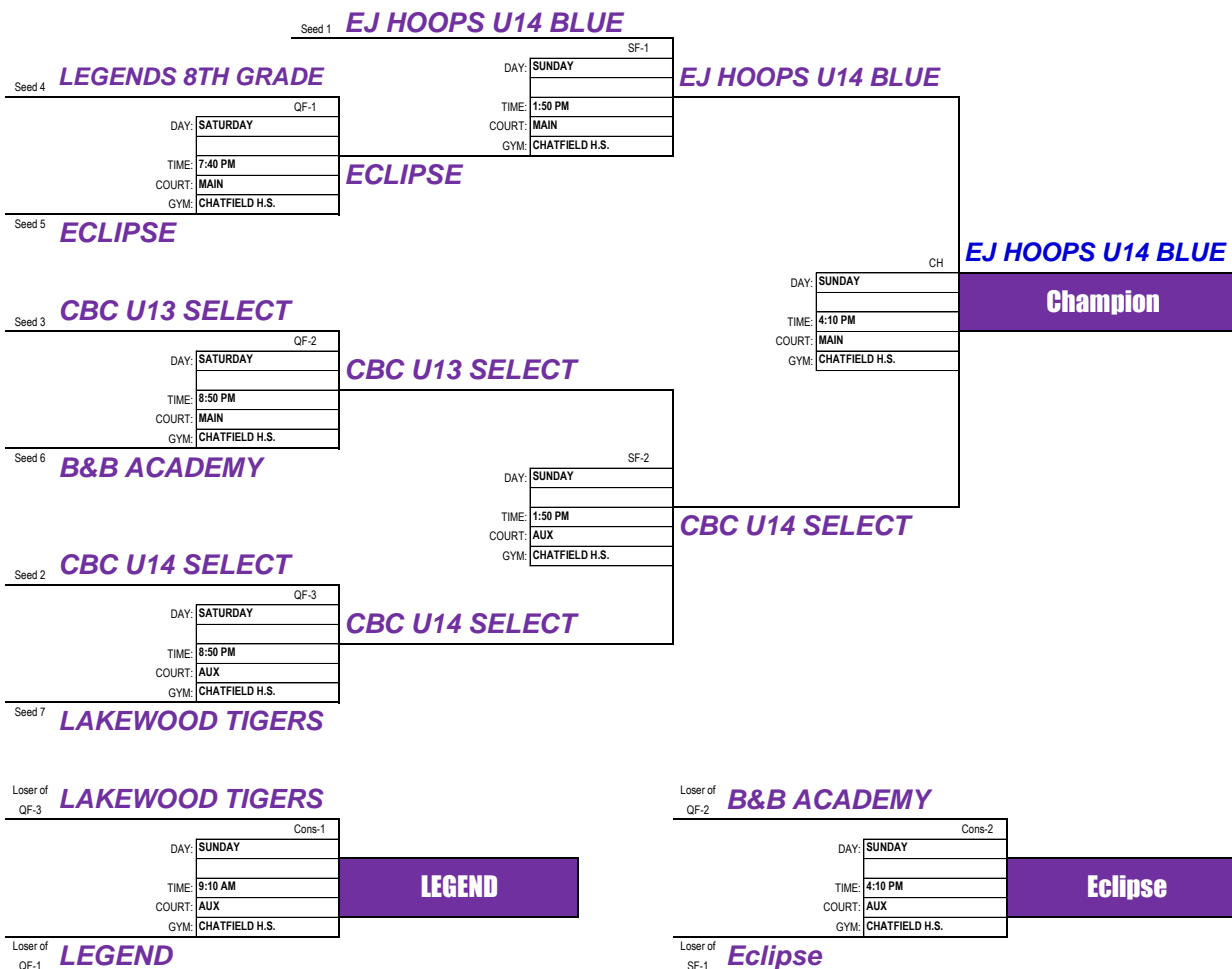 Seed 1 EJ HOOPS U14 BLUE
SF-1
DAY: SUNDAY
TIME: 1:50 PM
COURT: MAIN
GYM: CHATFIELD H.S.
EJ HOOPS U14 BLUE
Seed 4 LEGENDS 8TH GRADE
QF-1
DAY: SATURDAY
TIME: 7:40 PM
COURT: MAIN
GYM: CHATFIELD H.S.
ECLIPSE
Seed 5 ECLIPSE
EJ HOOPS U14 BLUE
CH
DAY: SUNDAY
TIME: 4:10 PM
COURT: MAIN
GYM: CHATFIELD H.S.
Champion
Seed 3 CBC U13 SELECT
QF-2
DAY: SATURDAY
TIME: 8:50 PM
COURT: MAIN
GYM: CHATFIELD H.S.
CBC U13 SELECT
Seed 6 B&B ACADEMY
SF-2
DAY: SUNDAY
TIME: 1:50 PM
COURT: AUX
GYM: CHATFIELD H.S.
CBC U14 SELECT
Seed 2 CBC U14 SELECT
QF-3
DAY: SATURDAY
TIME: 8:50 PM
COURT: AUX
GYM: CHATFIELD H.S.
CBC U14 SELECT
Seed 7 LAKEWOOD TIGERS
Loser of QF-3 LAKEWOOD TIGERS
Cons-1
DAY: SUNDAY
TIME: 9:10 AM
COURT: AUX
GYM: CHATFIELD H.S.
LEGEND
Loser of QF-1 LEGEND
Loser of QF-2 B&B ACADEMY
Cons-2
DAY: SUNDAY
TIME: 4:10 PM
COURT: AUX
GYM: CHATFIELD H.S.
Eclipse
Loser of SF-1 Eclipse